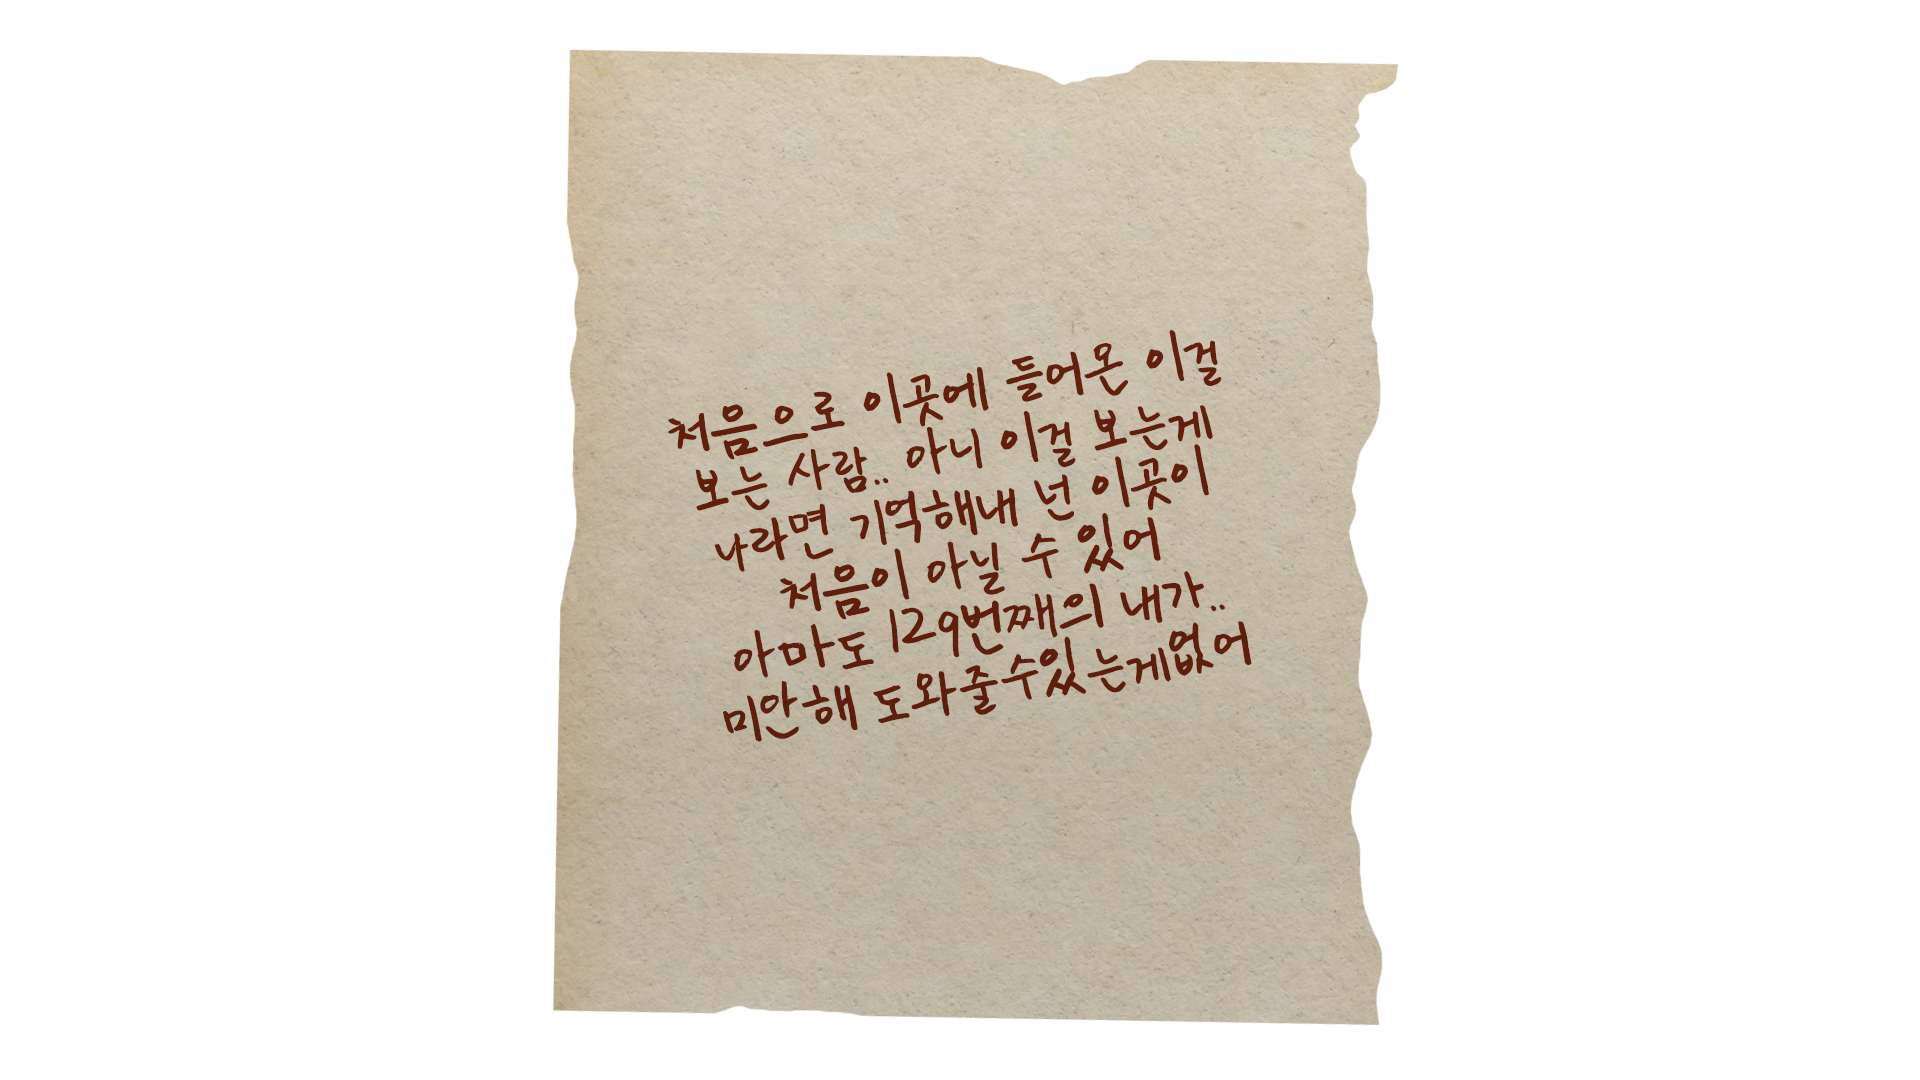 처음으로 이곳에 들어온 이걸
보는 사람.. 아니 이걸 보는게
나라면 기억해내 넌 이곳이
처음이 아닐 수 있어
아마도 129번째의 내가..
미안해 도와줄수있는게없어